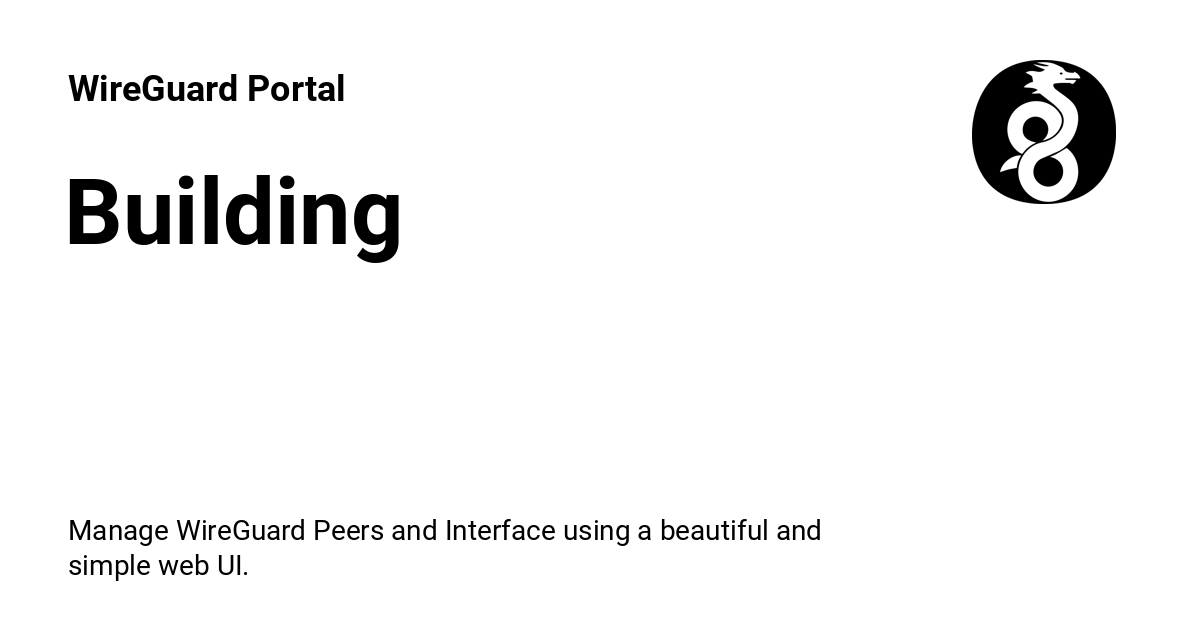 WireGuard Portal
Building
Manage WireGuard Peers and Interface using a beautiful and
simple web UI.